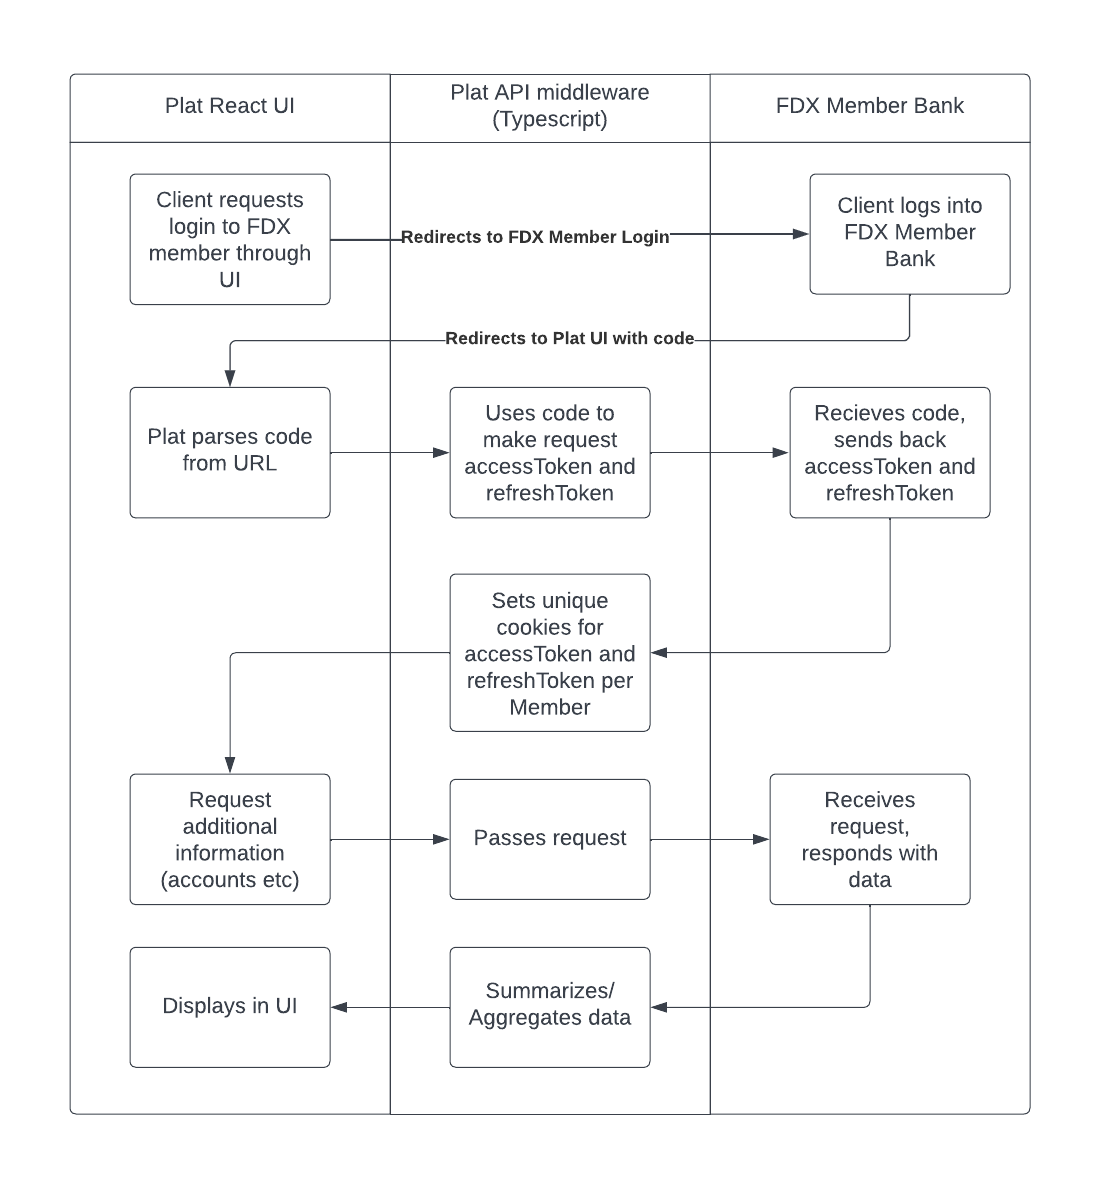 Plat React UI
Plat API middleware
(Typescript)
FDX Member Bank
Client requests
login to FDX
member through
UI
Redirects to FDX Member Login
Client logs into
FDX Member
Bank
Redirects to Plat UI with code
Plat parses code
from URL
Uses code to
make request
accessToken and
refreshToken
Recieves code,
sends back
accessToken and
refreshToken
Sets unique
cookies for
accessToken and
refreshToken per
Member
Request
additional
information
(accounts etc)
Passes request
Receives
request,
responds with
data
Displays in UI
Summarizes/
Aggregates data